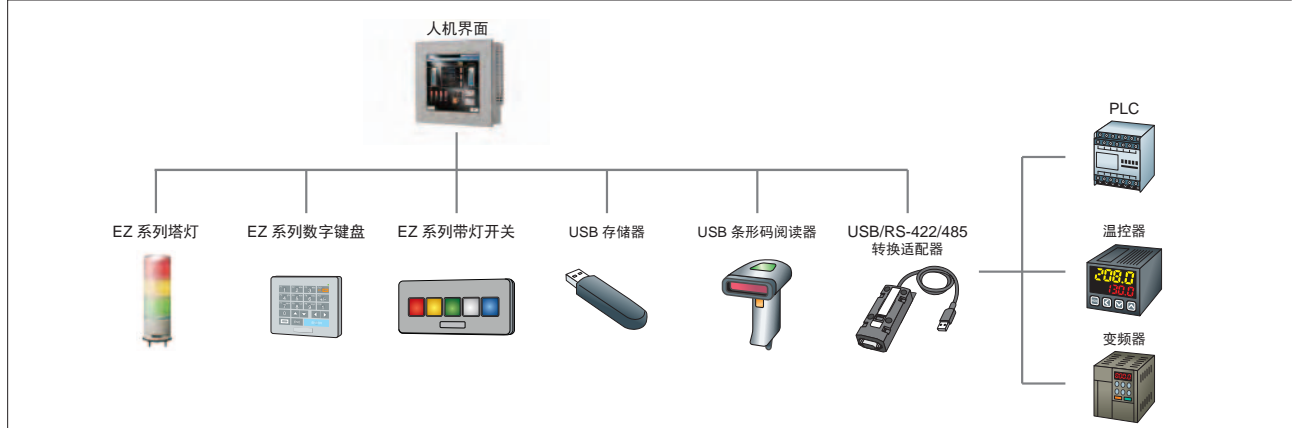 人机界面
PLC
EZ 系列塔灯
EZ 系列数字键盘
EZ 系列带灯开关
USB 存储器
USB 条形码阅读器
USB/RS-422/485
转换适配器
温控器
208.0
130.0
变频器